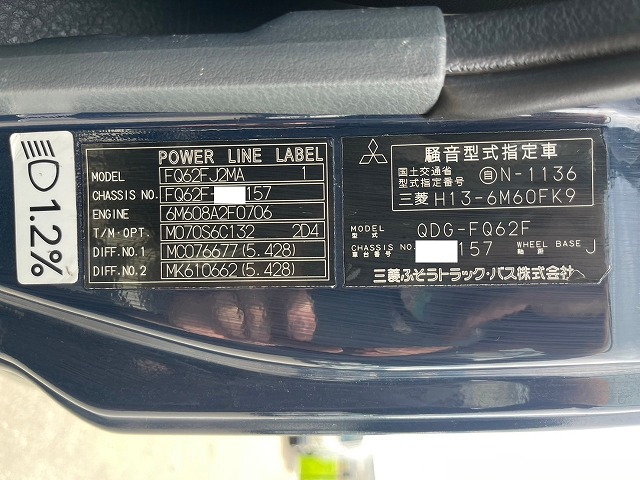 1.2%
POWER LINE LABEL
MODEL FQ62FJ2MA 1
CHASSIS NO. FQ62F- 157
ENGINE 6M608A2F0706
T/M・OPT. M070S6C132 2D4
DIFF.NO.1 MC076677(5.428)
DIFF.NO.2 MK610662(5.428)
騒音型式指定車
国土交通省
型式指定番号 自N-1136
三菱 H13-6M60FK9
MODEL
型式 QDG-FQ62F
CHASSIS NO.
車台番号 157 WHEEL BASE
軸距 J
三菱ふそうトラック・バス株式会社